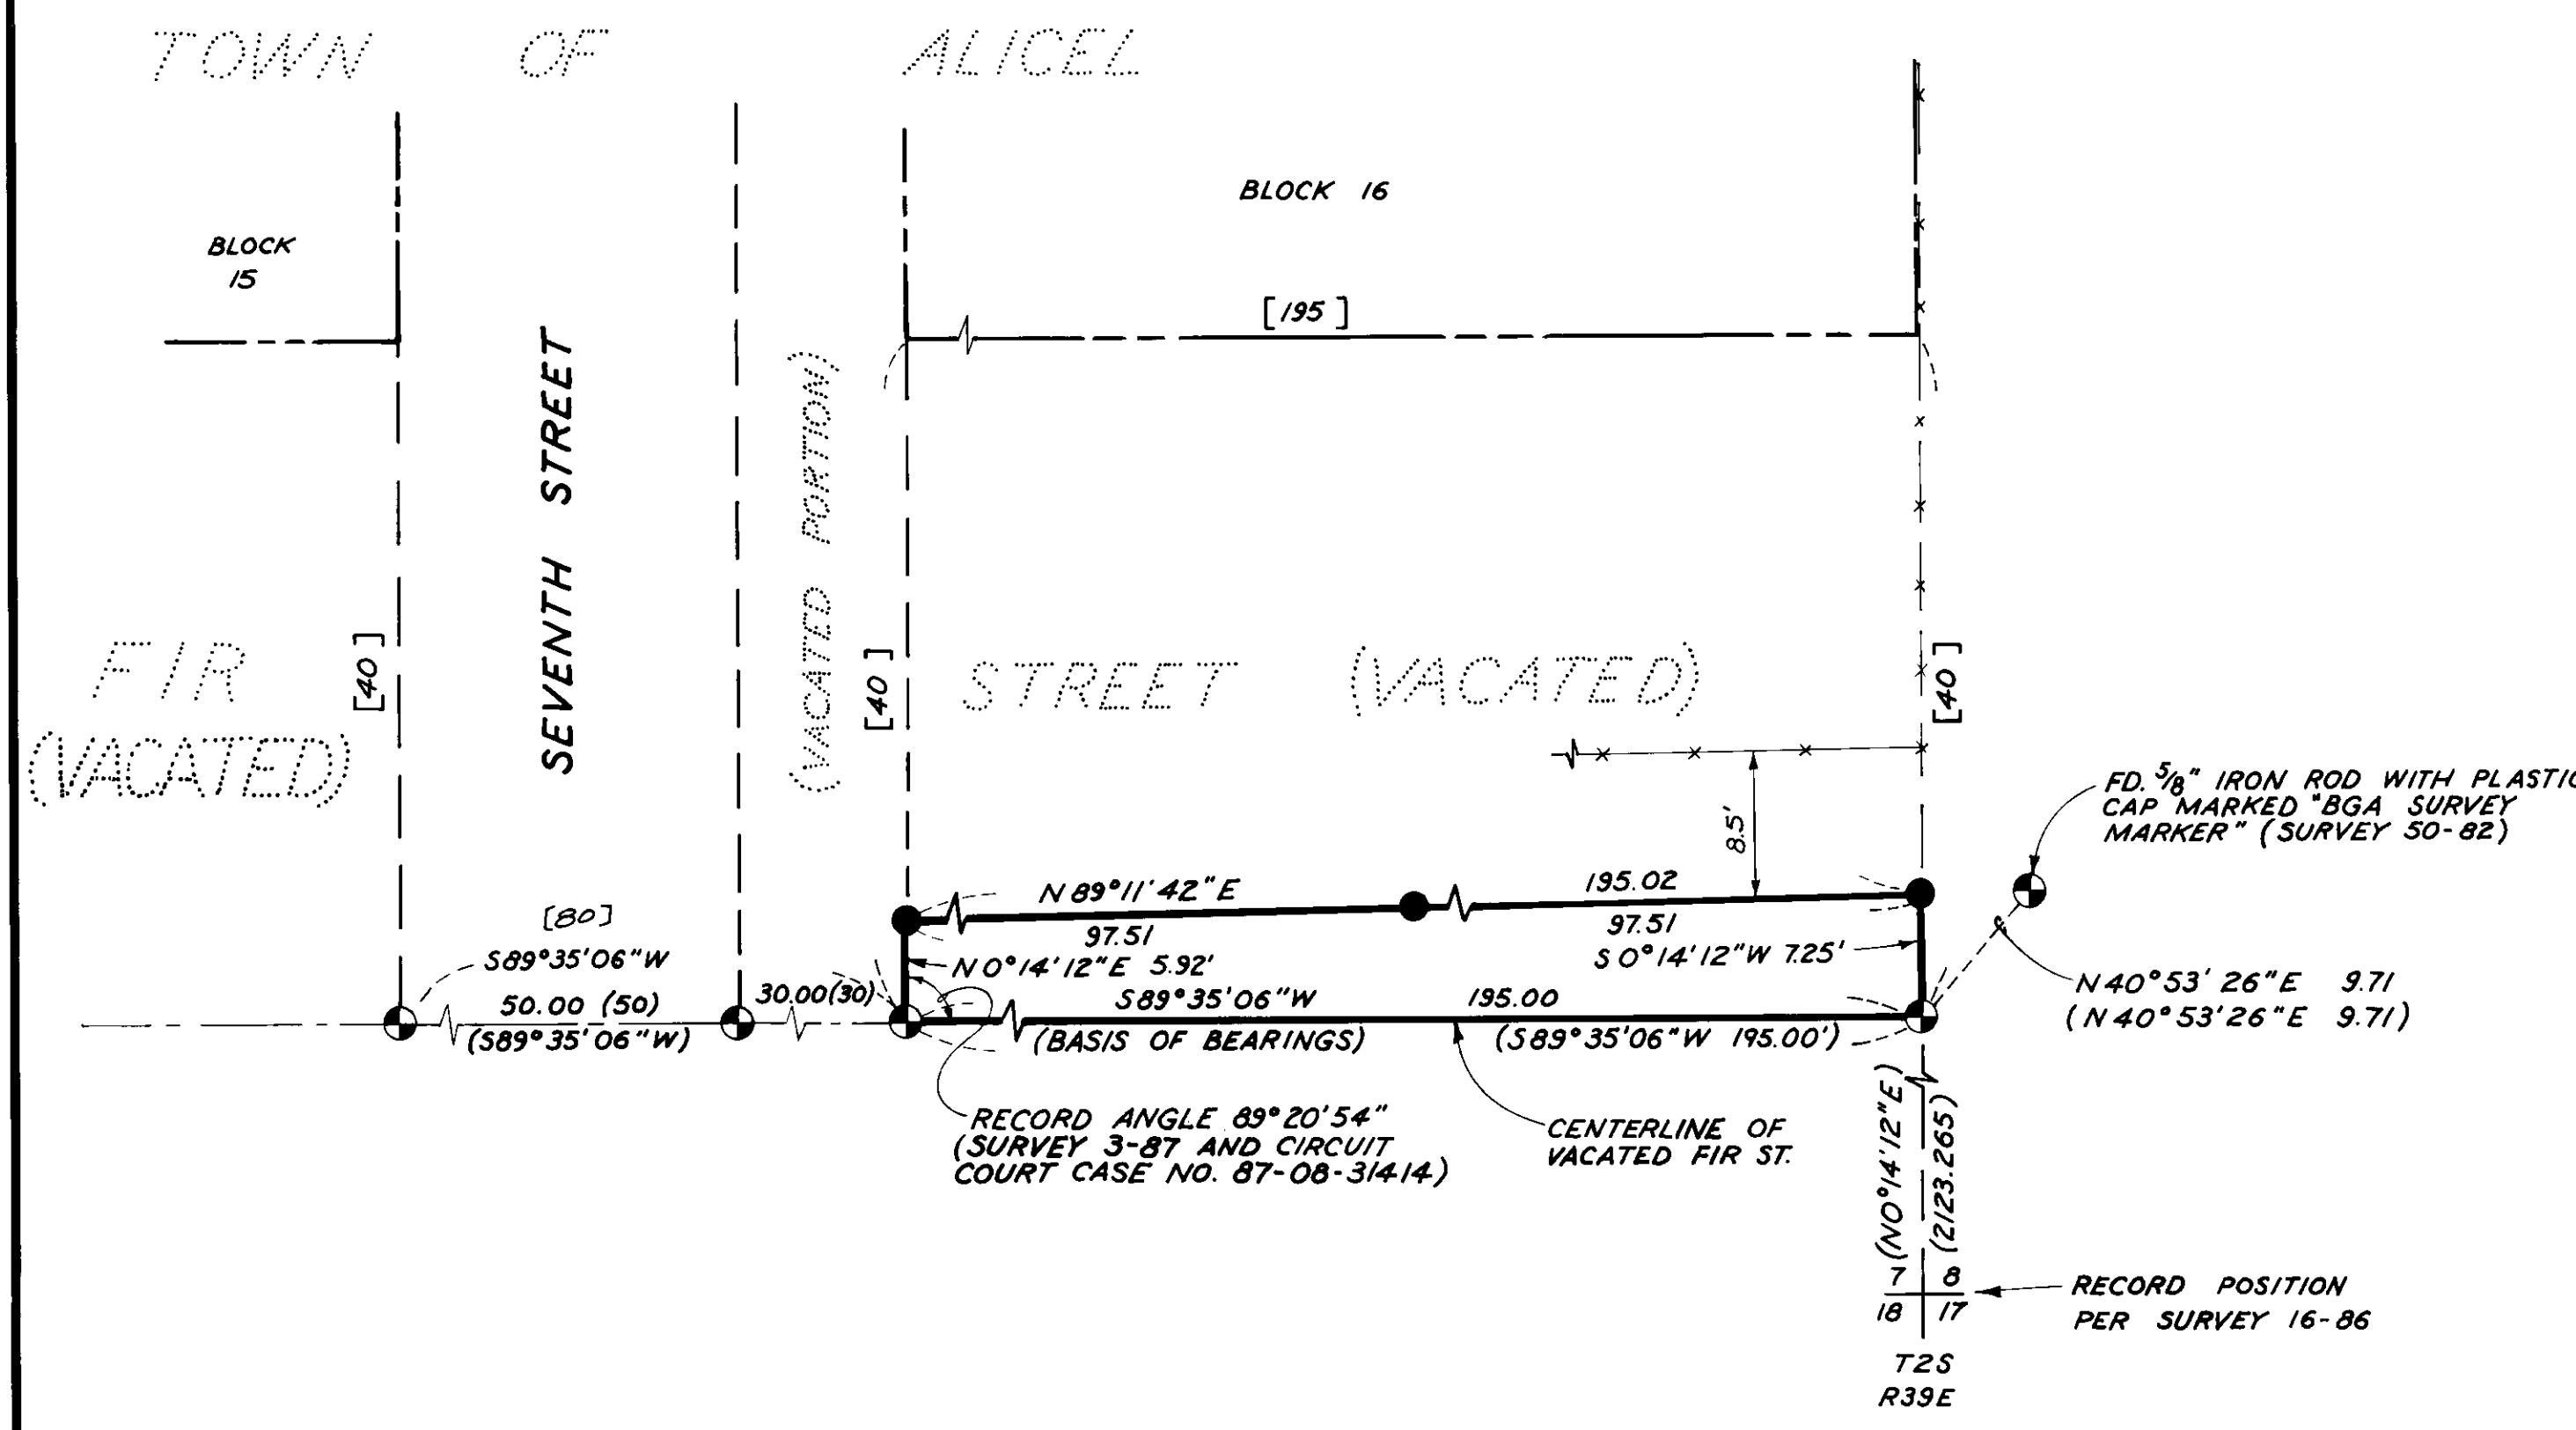 TOWN OF ALICEL
BLOCK 16
BLOCK
15
[195]
SEVENTH STREET
(VACATED PORTION)
FIR
(VACATED)
[40]
[40]
STREET (VACATED)
[40]
8.5'
FD. 5/8" IRON ROD WITH PLASTIC
CAP MARKED "BGA SURVEY
MARKER" (SURVEY 50-82)
N 89°11'42"E 195.02
97.51 97.51
[80]
S89°35'06"W
N0°14'12"E 5.92'
S0°14'12"W 7.25'
50.00 (50)
30.00(30)
S89°35'06"W 195.00
(S89°35'06"W)
(BASIS OF BEARINGS)
(S89°35'06"W 195.00')
N40°53'26"E 9.71
(N40°53'26"E 9.71)
RECORD ANGLE 89°20'54"
(SURVEY 3-87 AND CIRCUIT
COURT CASE NO. 87-08-31414)
CENTERLINE OF
VACATED FIR ST.
(N0°14'12"E)
(2123.265)
7 8
18 17
RECORD POSITION
PER SURVEY 16-86
T2S
R39E